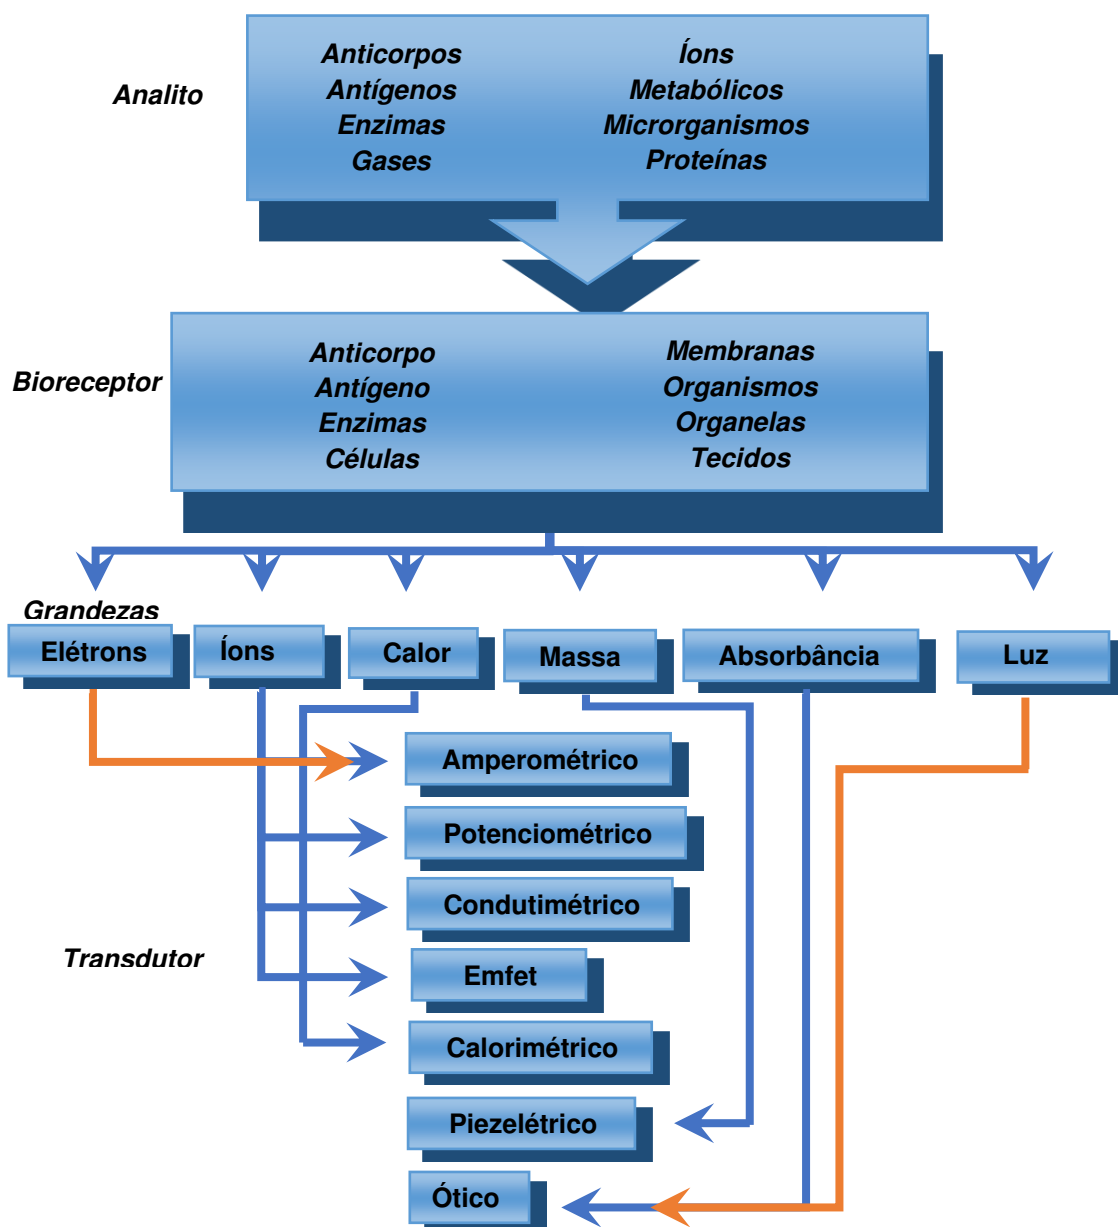 Analito
Anticorpos
Antígenos
Enzimas
Gases
Íons
Metabólicos
Microrganismos
Proteínas
Bioreceptor
Anticorpo
Antígeno
Enzimas
Células
Membranas
Organismos
Organelas
Tecidos
Grandezas
Elétrons
Íons
Calor
Massa
Absorbância
Luz
Transdutor
Amperométrico
Potenciométrico
Condutimétrico
Emfet
Calorimétrico
Piezelétrico
Ótico